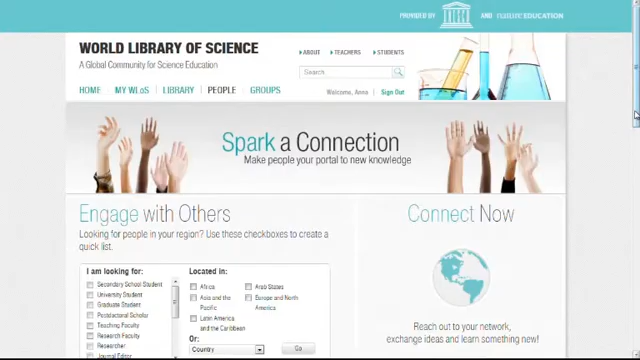 PROVIDED BY UNESCO AND nature EDUCATION
WORLD LIBRARY OF SCIENCE
A Global Community for Science Education
ABOUT TEACHERS STUDENTS
Search
HOME MY WLoS LIBRARY PEOPLE GROUPS
Welcome, Anna Sign Out
Spark a Connection
Make people your portal to new knowledge
Engage with Others
Looking for people in your region? Use these checkboxes to create a
quick list.
I am looking for:
Secondary School Student
University Student
Graduate Student
Postdoctoral Scholar
Teaching Faculty
Research Faculty
Researcher
Journal Editor
Located in:
Africa
Arab States
Asia and the
Pacific
Europe and North
America
Latin America
and the Caribbean
Or:
Country
Go
Connect Now
Reach out to your network,
exchange ideas and learn something new!